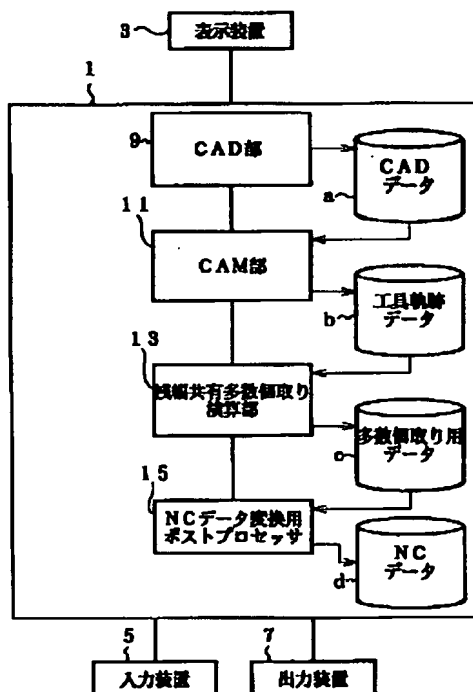 3
表示装置
1
9
CAD部
CAD
データ
a
11
CAM部
工具軌跡
データ
b
13
桟幅共有多数個取り
演算部
多数個取り用
データ
c
15
NCデータ変換用
ポストプロセッサ
NC
データ
d
5
入力装置
7
出力装置